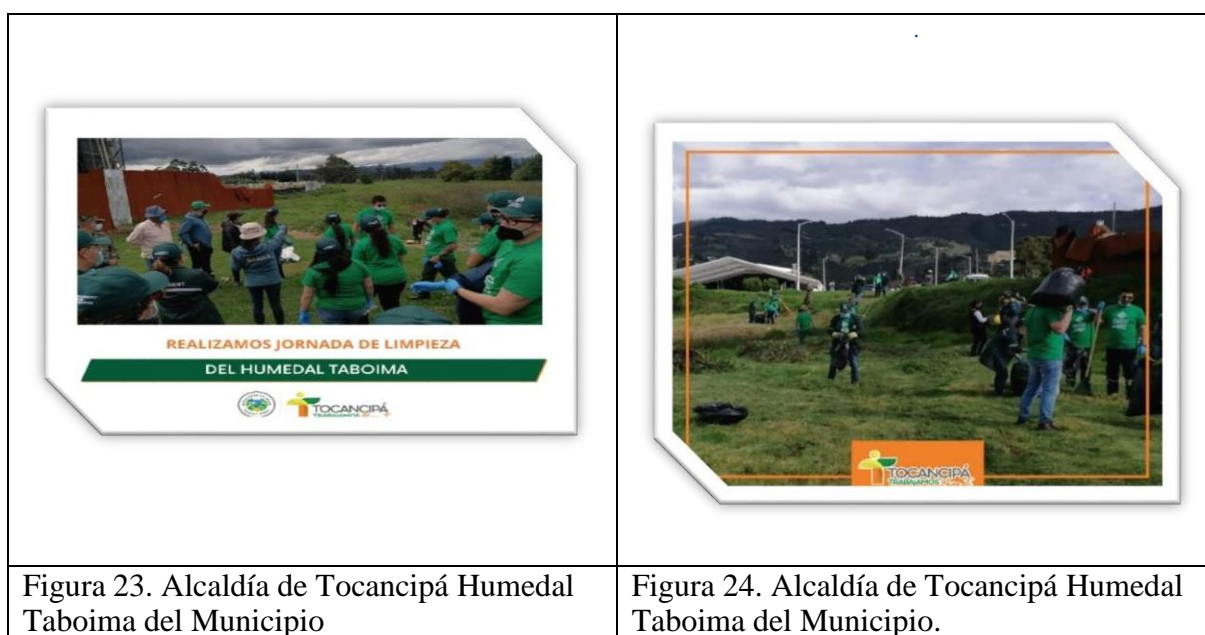 REALIZAMOS JORNADA DE LIMPIEZA
DEL HUMEDAL TABOIMA
TOCANCIPÁ
TOCANCIPÁ
TRABAJAMOS
Figura 23. Alcaldía de Tocancipá Humedal
Taboima del Municipio
Figura 24. Alcaldía de Tocancipá Humedal
Taboima del Municipio.